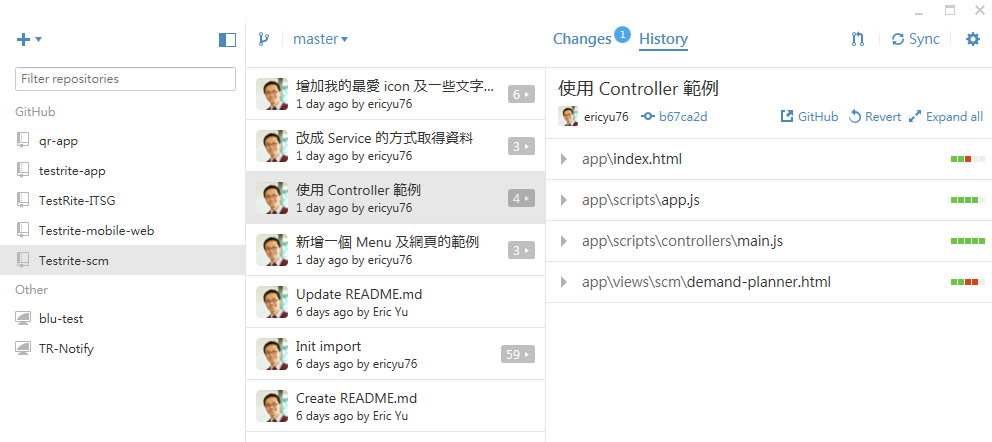 master
Changes 1 History
Sync
Filter repositories
GitHub
qr-app
testrite-app
TestRite-ITSG
Testrite-mobile-web
Testrite-scm
Other
blu-test
TR-Notify
增加我的最愛 icon 及一些文字...
1 day ago by ericyu76
6
改成 Service 的方式取得資料
1 day ago by ericyu76
3
使用 Controller 範例
1 day ago by ericyu76
4
新增一個 Menu 及網頁的範例
1 day ago by ericyu76
3
Update README.md
6 days ago by Eric Yu
Init import
6 days ago by ericyu76
59
Create README.md
6 days ago by Eric Yu
使用 Controller 範例
ericyu76 b67ca2d GitHub Revert Expand all
app\index.html
app\scripts\app.js
app\scripts\controllers\main.js
app\views\scm\demand-planner.html